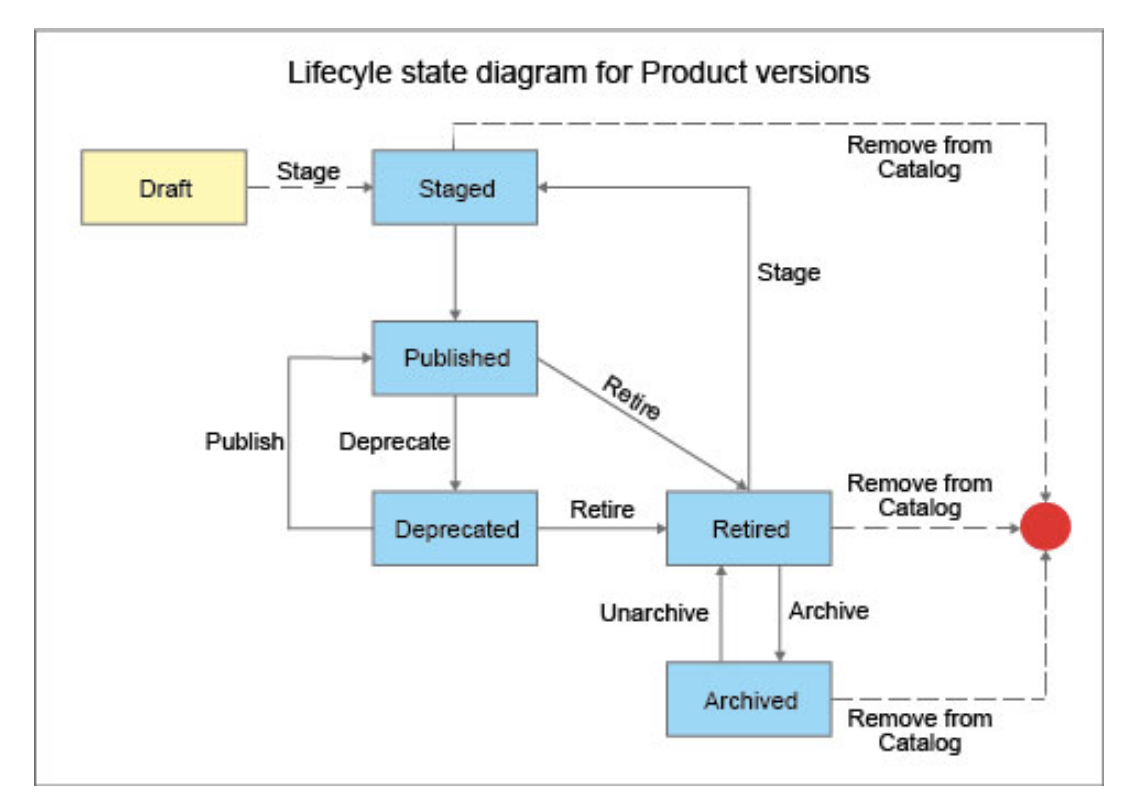 Lifecyle state diagram for Product versions
Remove from
Catalog
Draft
Stage
Staged
Stage
Published
Retire
Publish
Deprecate
Deprecated
Retire
Retired
Remove from
Catalog
Unarchive
Archive
Archived
Remove from
Catalog